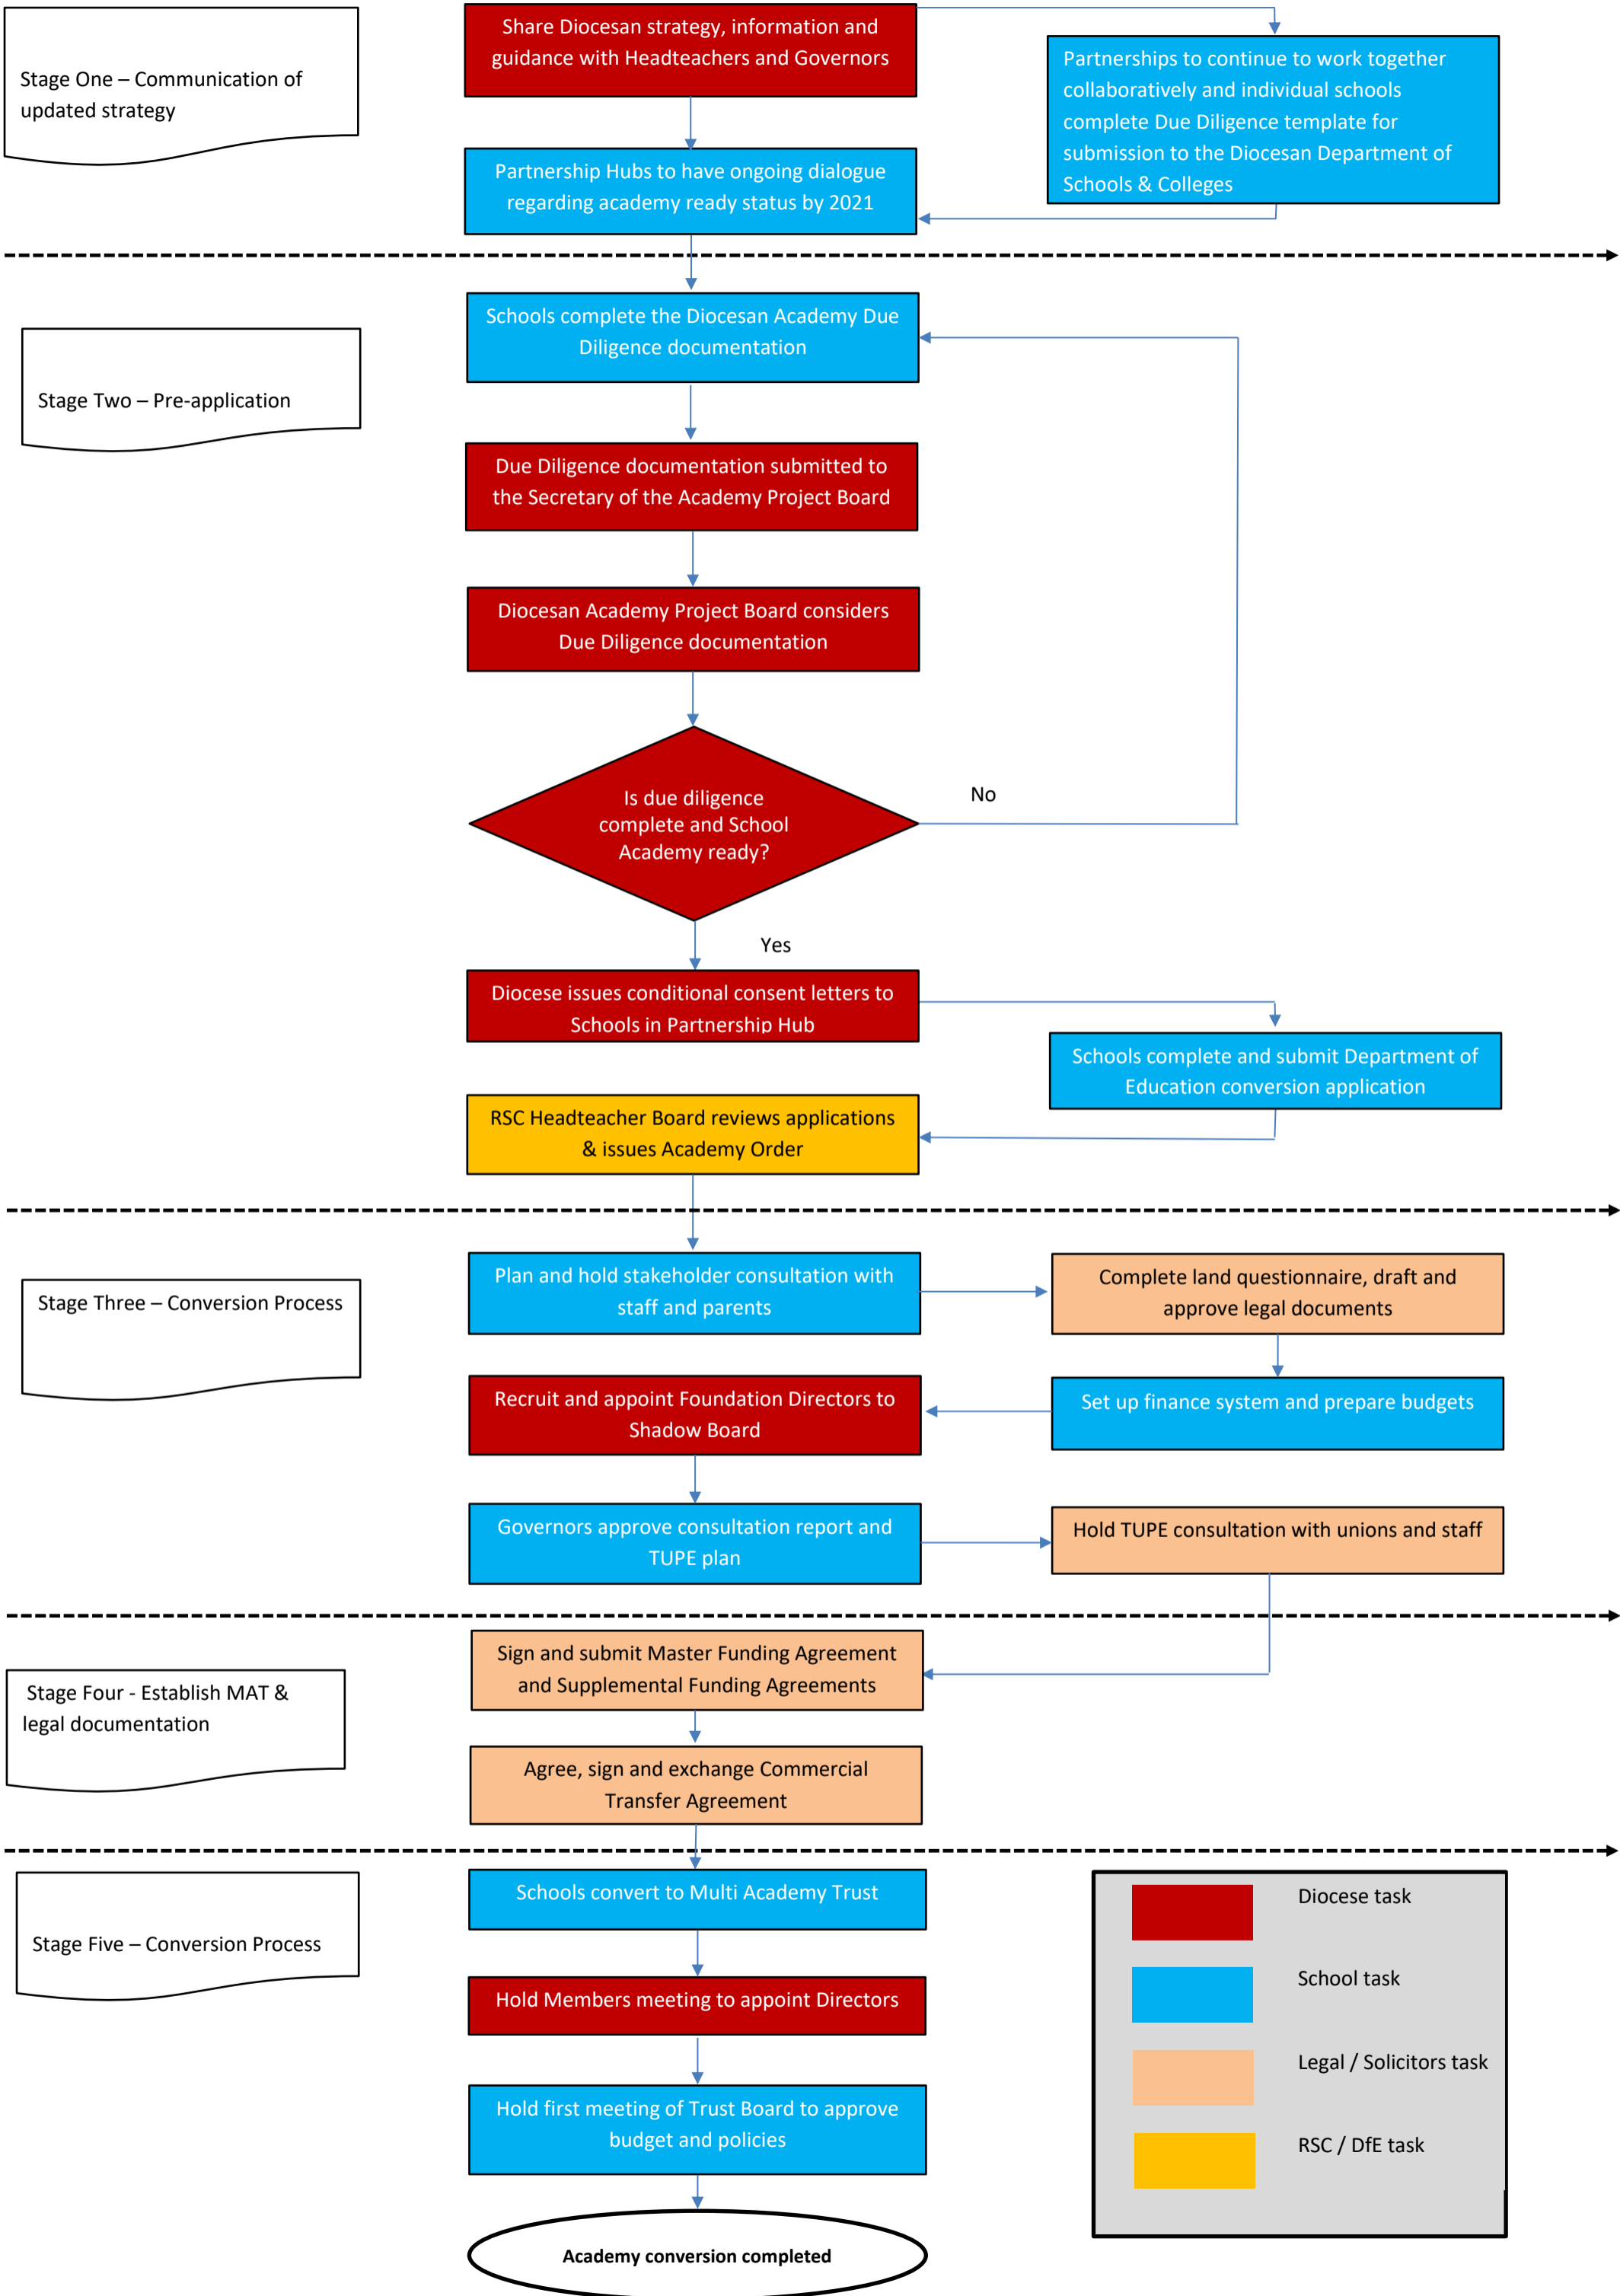 Stage One – Communication of
updated strategy
Share Diocesan strategy, information and
guidance with Headteachers and Governors
Partnerships to continue to work together
collaboratively and individual schools
complete Due Diligence template for
submission to the Diocesan Department of
Schools & Colleges
Partnership Hubs to have ongoing dialogue
regarding academy ready status by 2021
Stage Two – Pre-application
Schools complete the Diocesan Academy Due
Diligence documentation
Due Diligence documentation submitted to
the Secretary of the Academy Project Board
Diocesan Academy Project Board considers
Due Diligence documentation
Is due diligence
complete and School
Academy ready?
No
Yes
Diocese issues conditional consent letters to
Schools in Partnership Hub
Schools complete and submit Department of
Education conversion application
RSC Headteacher Board reviews applications
& issues Academy Order
Stage Three – Conversion Process
Plan and hold stakeholder consultation with
staff and parents
Complete land questionnaire, draft and
approve legal documents
Set up finance system and prepare budgets
Recruit and appoint Foundation Directors to
Shadow Board
Governors approve consultation report and
TUPE plan
Hold TUPE consultation with unions and staff
Stage Four - Establish MAT &
legal documentation
Sign and submit Master Funding Agreement
and Supplemental Funding Agreements
Agree, sign and exchange Commercial
Transfer Agreement
Stage Five – Conversion Process
Schools convert to Multi Academy Trust
Hold Members meeting to appoint Directors
Hold first meeting of Trust Board to approve
budget and policies
Academy conversion completed
Diocese task
School task
Legal / Solicitors task
RSC / DfE task